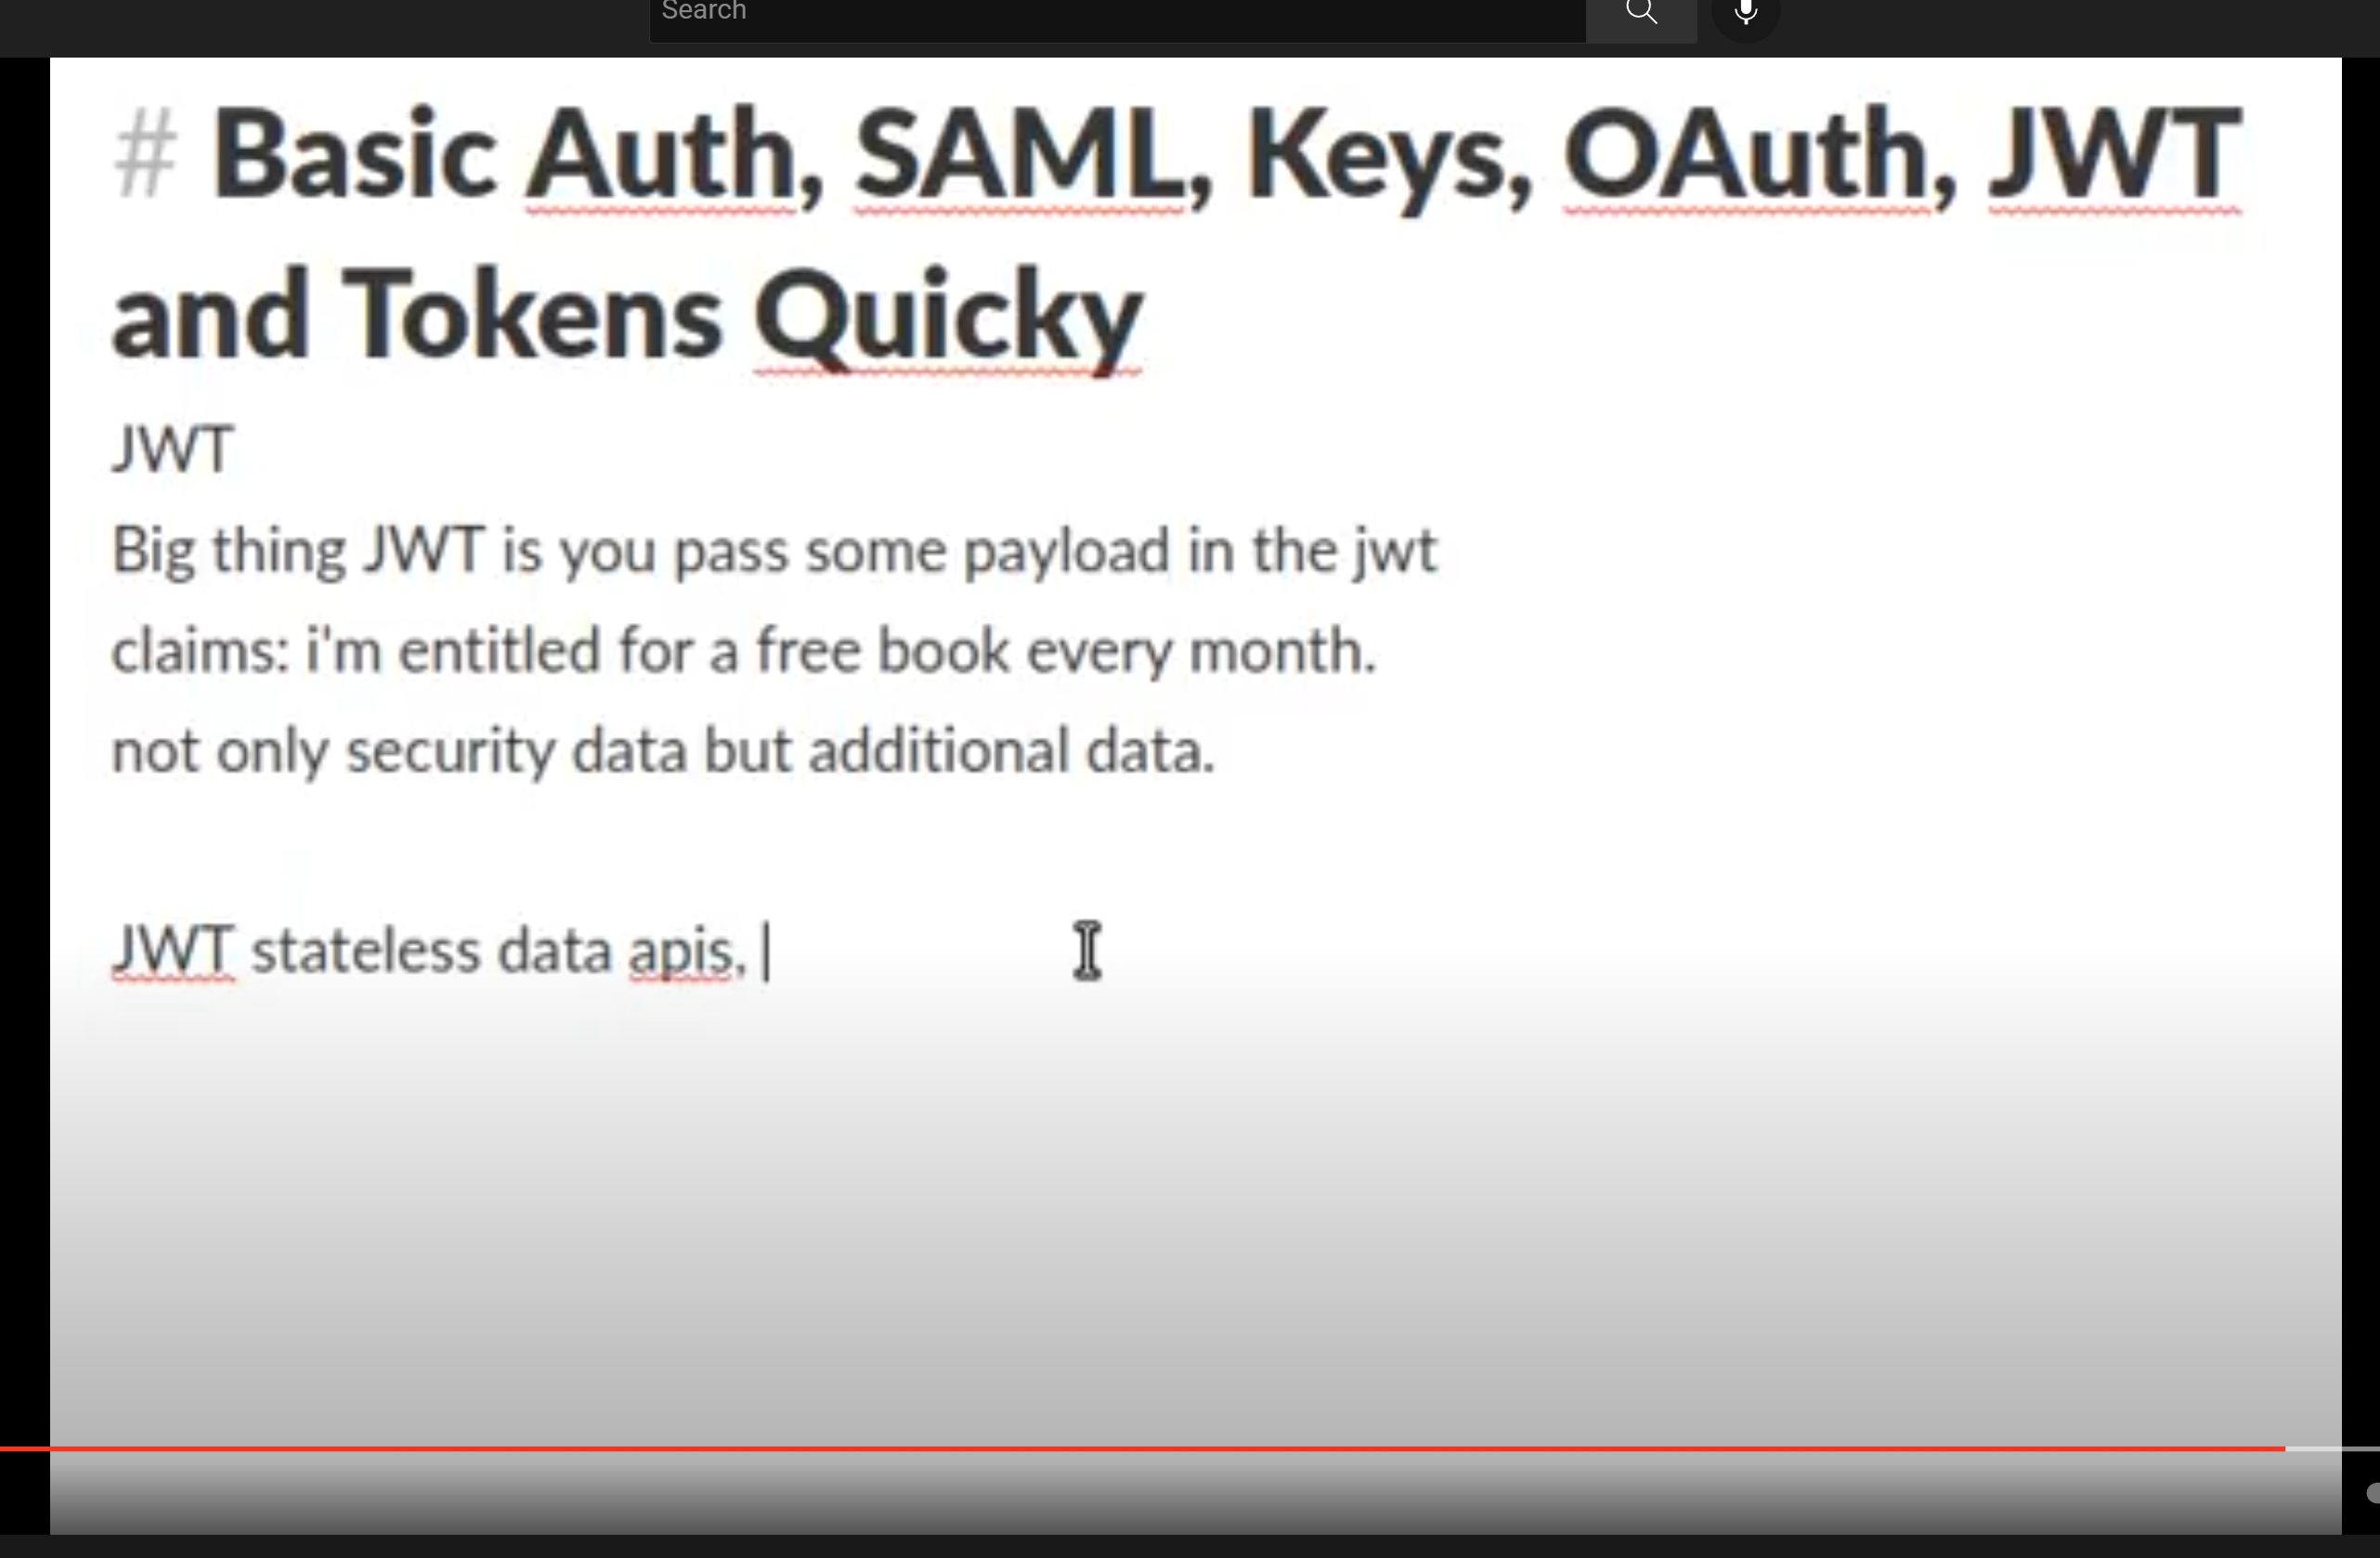 Search
# Basic Auth, SAML, Keys, OAuth, JWT
and Tokens Quicky
JWT
Big thing JWT is you pass some payload in the jwt
claims: i'm entitled for a free book every month.
not only security data but additional data.
JWT stateless data apis,